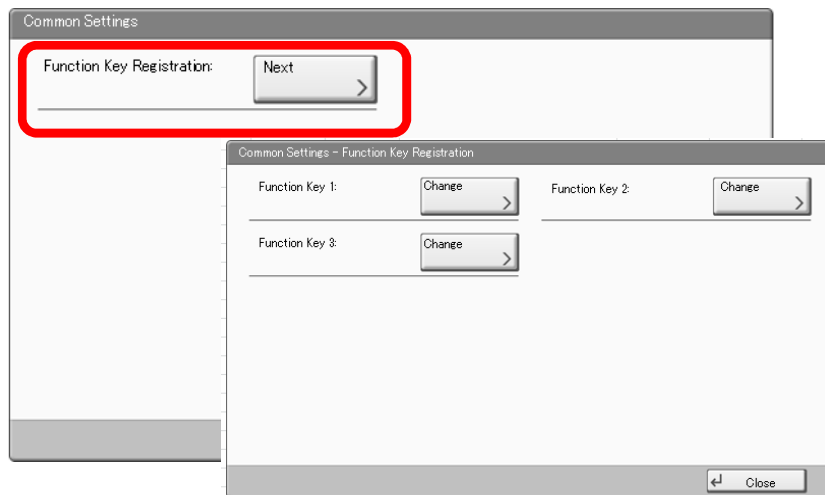 Common Settings
Function Key Registration: Next
Common Settings - Function Key Registration
Function Key 1: Change Function Key 2: Change
Function Key 3: Change
Close